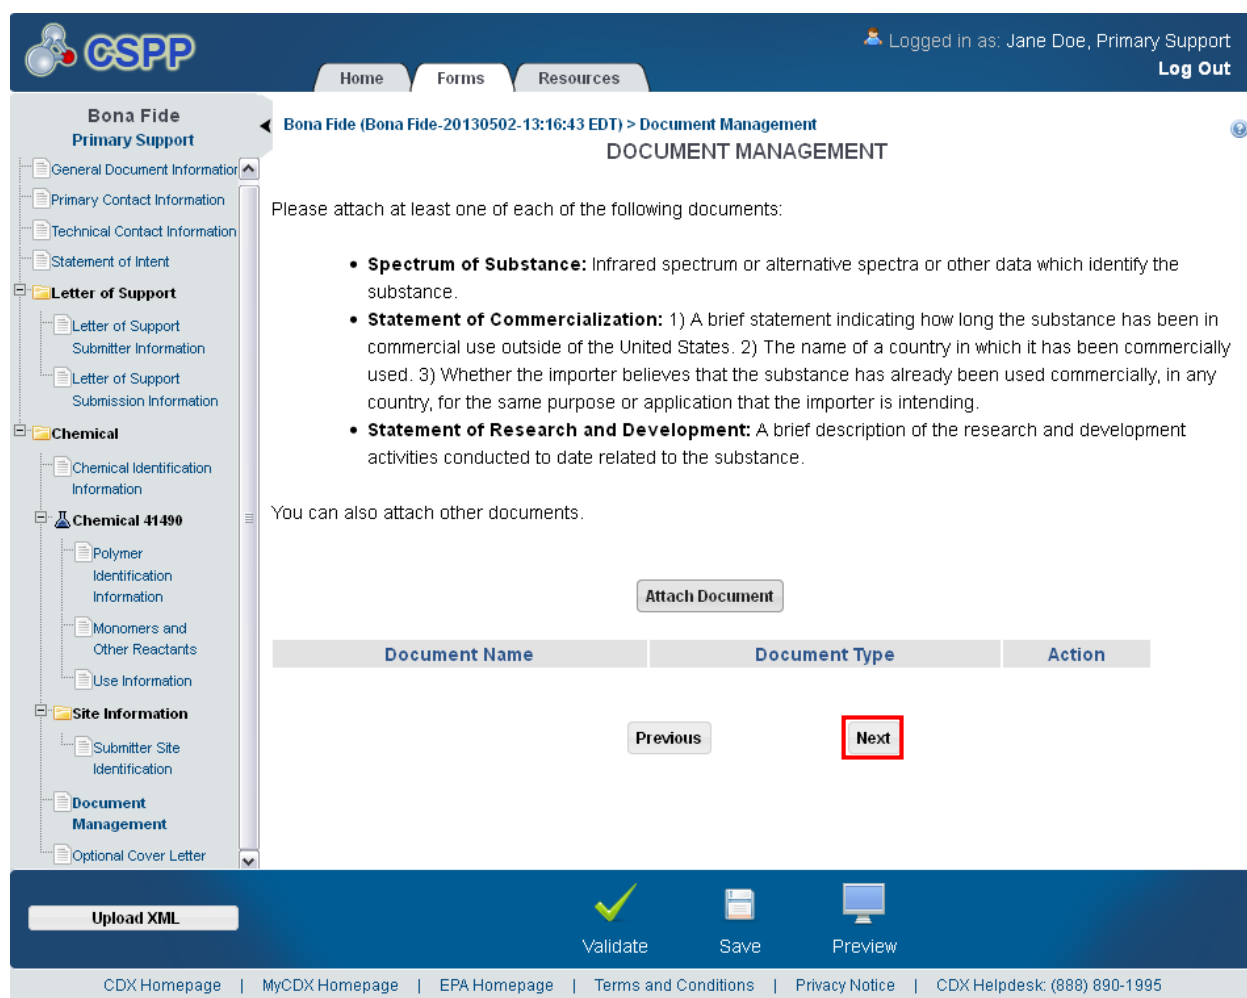 CSPP
Logged in as: Jane Doe, Primary Support
Log Out
Home Forms Resources
Bona Fide
Primary Support
General Document Information
Primary Contact Information
Technical Contact Information
Statement of Intent
Letter of Support
Letter of Support
Submitter Information
Letter of Support
Submission Information
Chemical
Chemical Identification
Information
Chemical 41490
Polymer
Identification
Information
Monomers and
Other Reactants
Use Information
Site Information
Submitter Site
Identification
Document
Management
Optional Cover Letter
Bona Fide (Bona Fide-20130502-13:16:43 EDT) > Document Management
DOCUMENT MANAGEMENT
Please attach at least one of each of the following documents:
• Spectrum of Substance: Infrared spectrum or alternative spectra or other data which identify the
substance.
• Statement of Commercialization: 1) A brief statement indicating how long the substance has been in
commercial use outside of the United States. 2) The name of a country in which it has been commercially
used. 3) Whether the importer believes that the substance has already been used commercially, in any
country, for the same purpose or application that the importer is intending.
• Statement of Research and Development: A brief description of the research and development
activities conducted to date related to the substance.
You can also attach other documents.
Attach Document
Document Name Document Type Action
Previous Next
Upload XML
Validate Save Preview
CDX Homepage | MyCDX Homepage | EPA Homepage | Terms and Conditions | Privacy Notice | CDX Helpdesk: (888) 890-1995